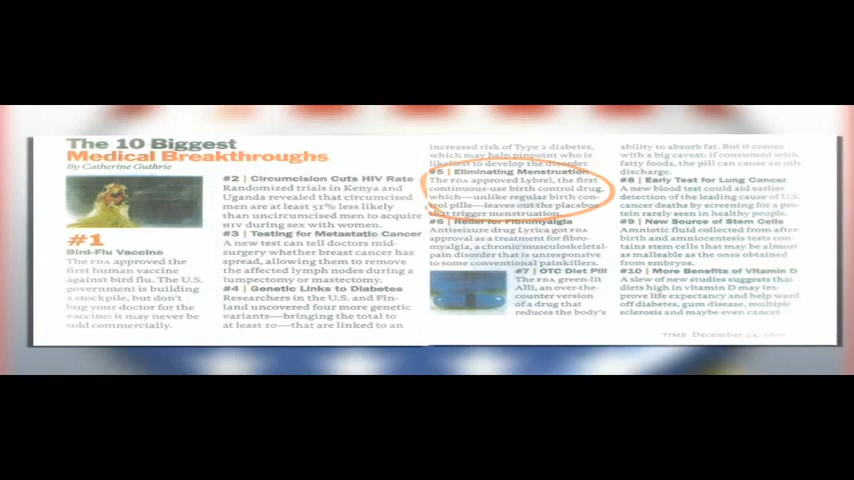 The 10 Biggest
Medical Breakthroughs
By Catherine Guthrie
#1
Bird-Flu Vaccine
The FDA approved the
first human vaccine
against bird flu. The U.S.
government is building
a stockpile, but don't
bug your doctor for the
vaccine: it may never be
sold commercially.
#2 | Circumcision Cuts HIV Rate
Randomized trials in Kenya and
Uganda revealed that circumcised
men are at least 51% less likely
than uncircumcised men to acquire
HIV during sex with women.
#3 | Testing for Metastatic Cancer
A new test can tell doctors mid-
surgery whether breast cancer has
spread, allowing them to remove
the affected lymph nodes during a
lumpectomy or mastectomy.
#4 | Genetic Links to Diabetes
Researchers in the U.S. and Fin-
land uncovered four more genetic
variants—bringing the total to
at least 10—that are linked to an
increased risk of Type 2 diabetes,
which may help pinpoint who is
likeliest to develop the disorder.
#5 | Eliminating Menstruation
The FDA approved Lybrel, the first
continuous-use birth control drug,
which—unlike regular birth con-
trol pills—leaves out the placebos
that trigger menstruation.
#6 | Relief for Fibromyalgia
Antiseizure drug Lyrica got FDA
approval as a treatment for fibro-
myalgia, a chronic musculoskeletal-
pain disorder that is unresponsive
to some conventional painkillers.
#7 | OTC Diet Pill
The FDA green-lit
Alli, an over-the-
counter version
of a drug that
reduces the body's
ability to absorb fat. But it comes
with a big caveat: if consumed with
fatty foods, the pill can cause an oily
discharge.
#8 | Early Test for Lung Cancer
A new blood test could aid earlier
detection of the leading cause of U.S.
cancer deaths by screening for a pro-
tein rarely seen in healthy people.
#9 | New Source of Stem Cells
Amniotic fluid collected from after-
birth and amniocentesis tests con-
tains stem cells that may be almost
as malleable as the ones obtained
from embryos.
#10 | More Benefits of Vitamin D
A slew of new studies suggests that
diets high in vitamin D may im-
prove life expectancy and help ward
off diabetes, gum disease, multiple
sclerosis and maybe even cancer.
TIME December 24,